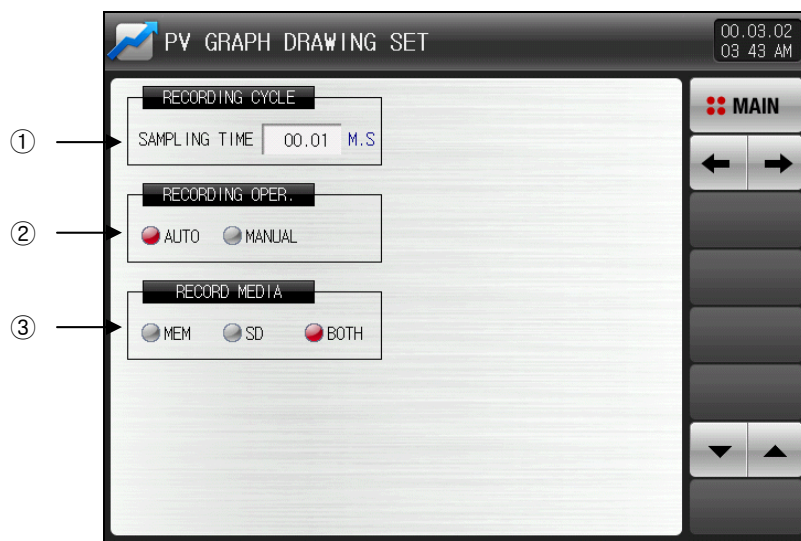 PV GRAPH DRAWING SET
00.03.02
03 43 AM
RECORDING CYCLE
① SAMPLING TIME 00.01 M.S
RECORDING OPER.
② AUTO MANUAL
RECORD MEDIA
③ MEM SD BOTH
MAIN